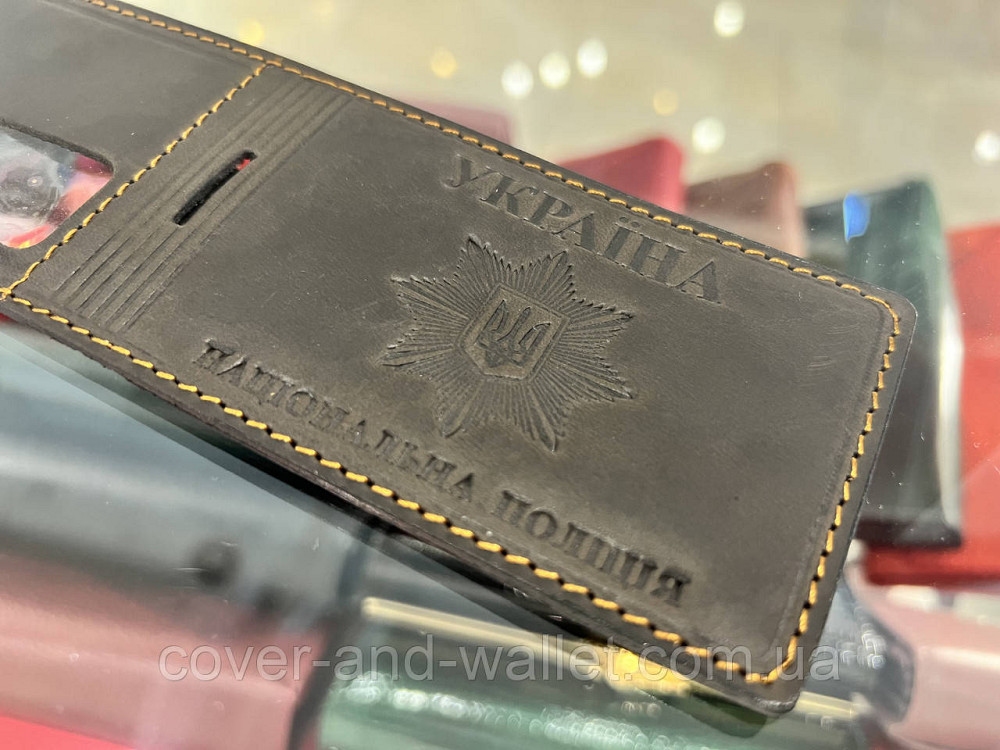 УКРАЇНА
НАЦІОНАЛЬНА ПОЛІЦІЯ
cover-and-wallet.com.ua